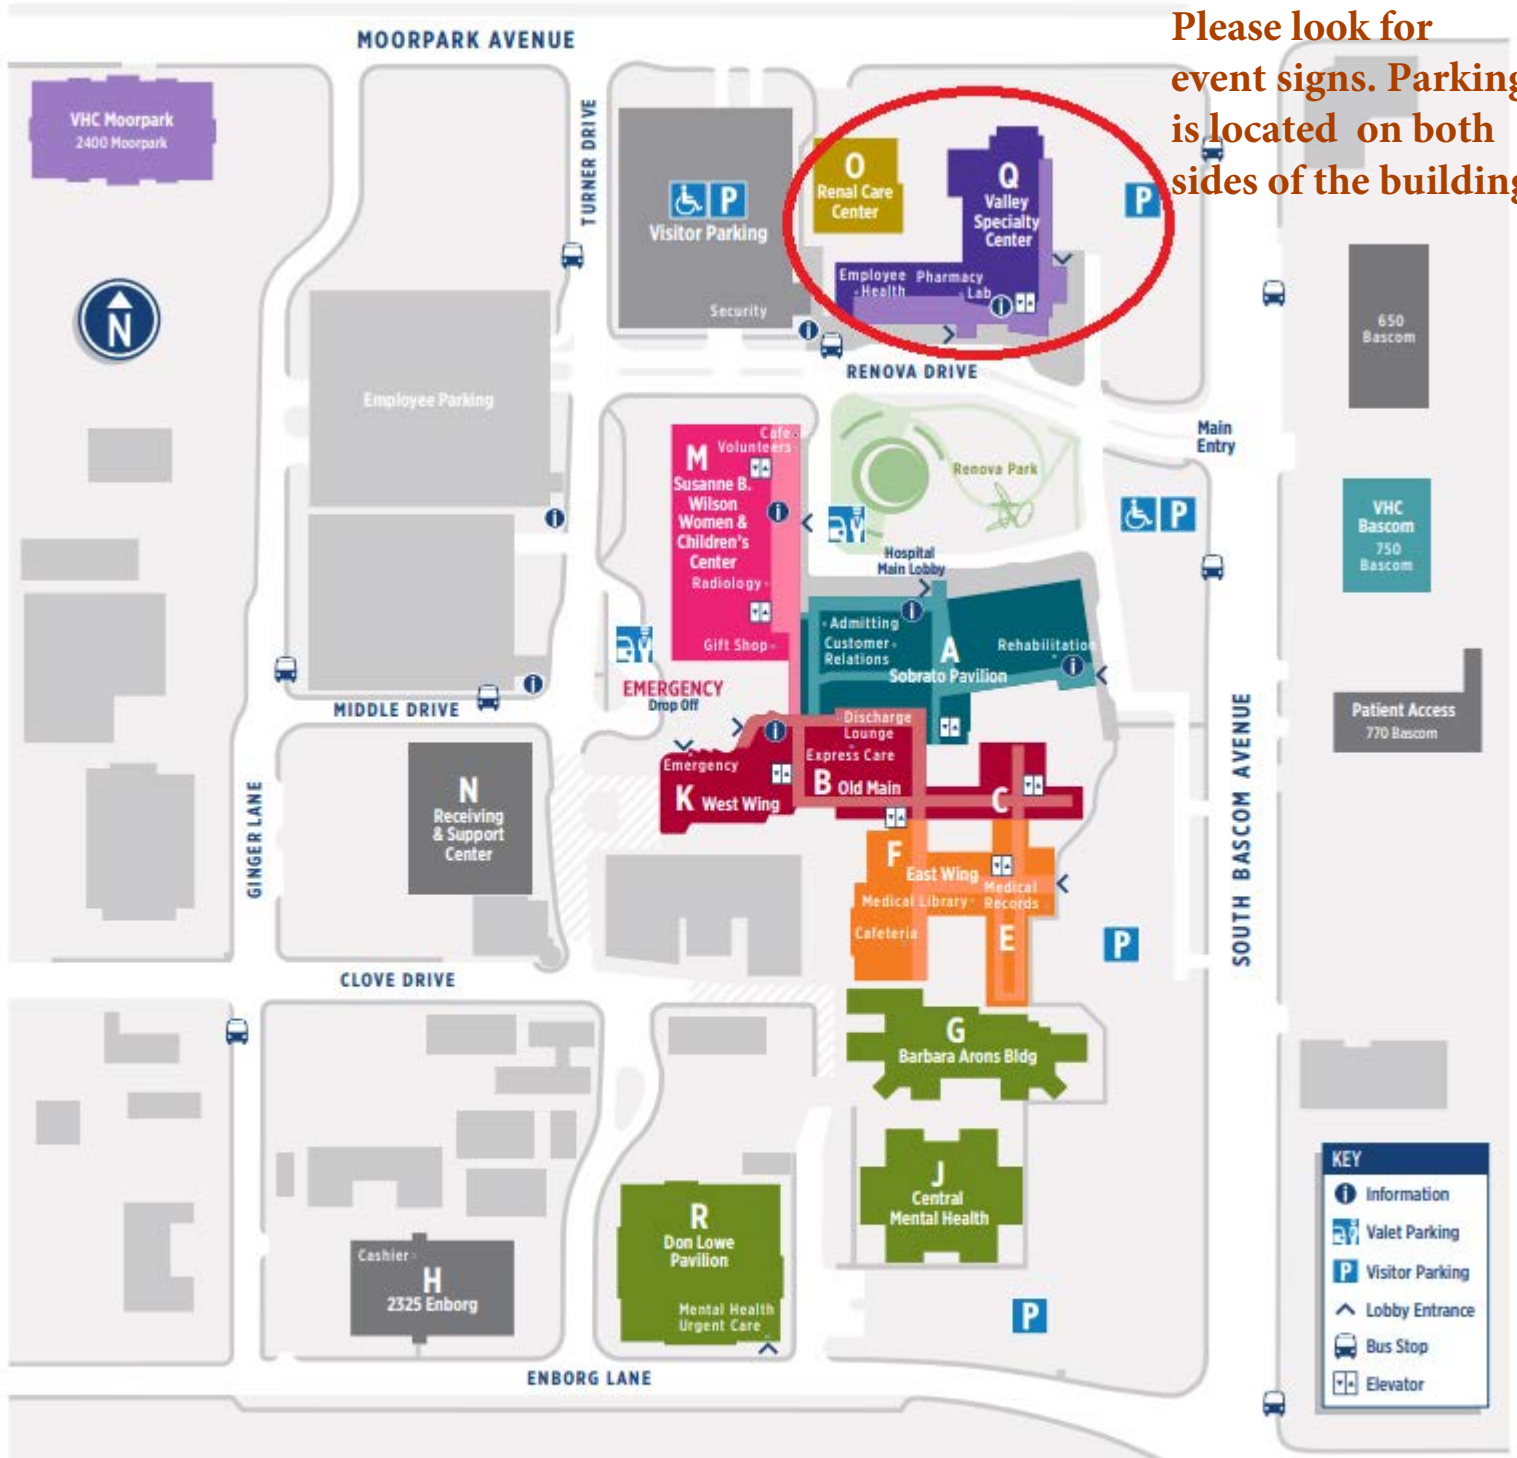 Please look for
event signs. Parking
is located on both
sides of the building
MOORPARK AVENUE
VHC Moorpark
2400 Moorpark
TURNER DRIVE
P
Visitor Parking
Security
O
Renal Care
Center
Q
Valley
Specialty
Center
Employee
Health
Pharmacy
Lab
i
P
N
i
RENOVA DRIVE
650
Bascom
Employee Parking
Main
Entry
Cafe
Volunteers
M
Susanne B.
Wilson
Women &
Children's
Center
Radiology
Gift Shop
i
Renova Park
P
i
VHC
Bascom
750
Bascom
Hospital
Main Lobby
i
Admitting
Customer
Relations
A
Sobrato Pavilion
Rehabilitation
i
i
MIDDLE DRIVE
EMERGENCY
Drop Off
Patient Access
770 Bascom
SOUTH BASCOM AVENUE
i
Discharge
Lounge
Express Care
B Old Main
Emergency
K West Wing
C
N
Receiving
& Support
Center
GINGER LANE
F
East Wing
Medical Library
Medical
Records
Cafeteria
E
P
CLOVE DRIVE
G
Barbara Arons Bldg
J
Central
Mental Health
R
Don Lowe
Pavilion
Mental Health
Urgent Care
Cashier
H
2325 Enborg
P
ENBORG LANE
KEY
i Information
Valet Parking
P Visitor Parking
Lobby Entrance
Bus Stop
Elevator